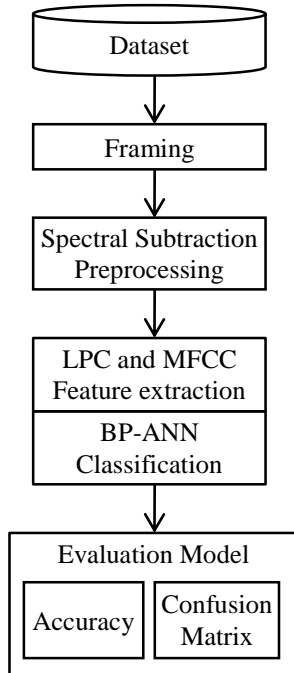 Dataset
Framing
Spectral Subtraction
Preprocessing
LPC and MFCC
Feature extraction
BP-ANN
Classification
Evaluation Model
Accuracy
Confusion
Matrix